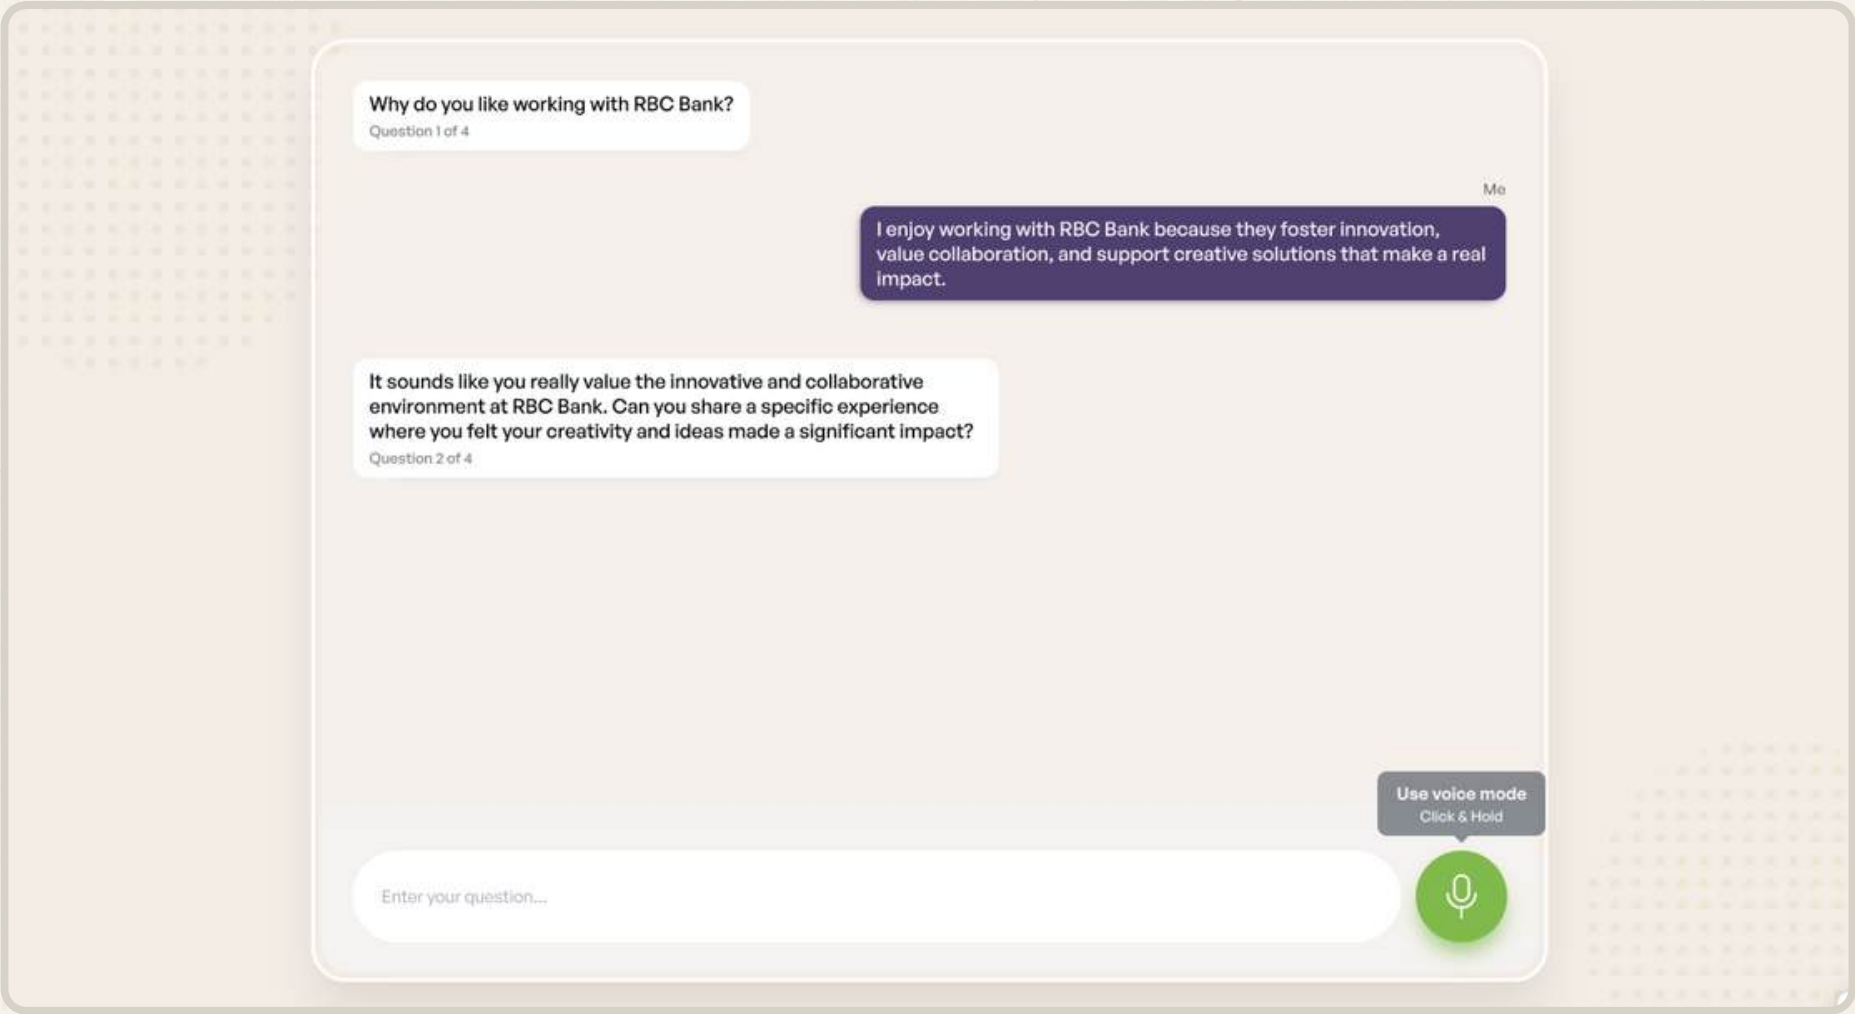 Why do you like working with RBC Bank?
Question 1 of 4
Me
I enjoy working with RBC Bank because they foster innovation,
value collaboration, and support creative solutions that make a real
impact.
It sounds like you really value the innovative and collaborative
environment at RBC Bank. Can you share a specific experience
where you felt your creativity and ideas made a significant impact?
Question 2 of 4
Use voice mode
Click & Hold
Enter your question...